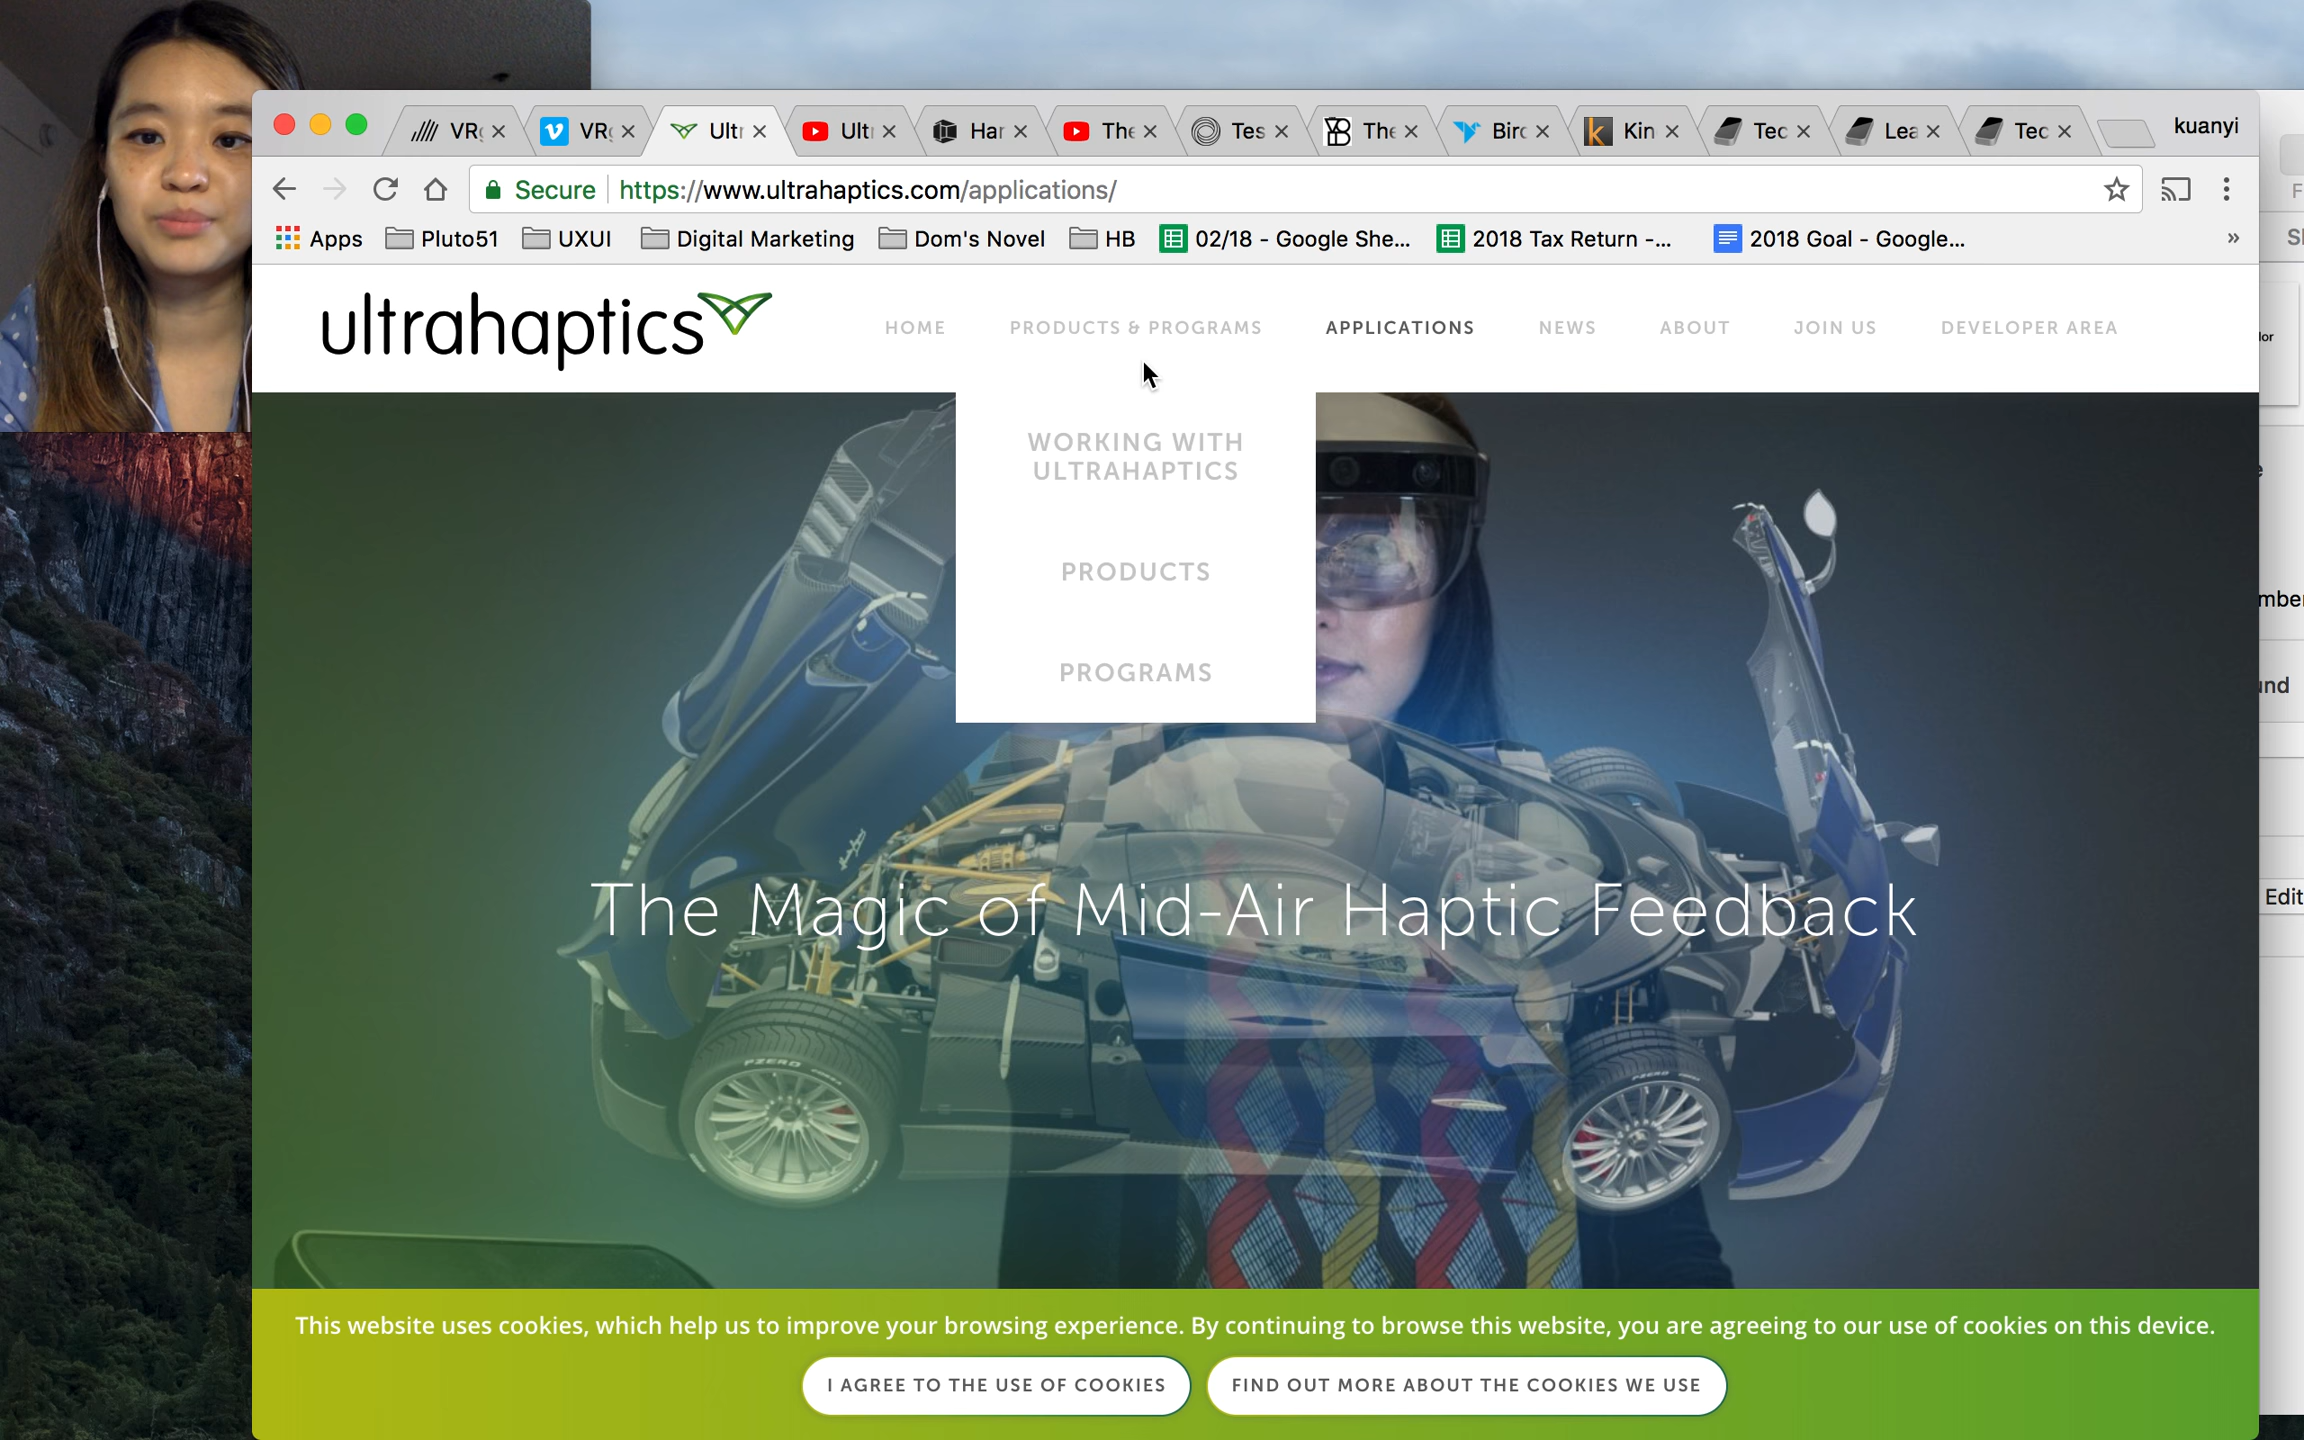 VR
VR
Ult
Ult
Har
The
Tes
The
Birc
Kin
Tec
Lea
Tec
kuanyi
Secure https://www.ultrahaptics.com/applications/
Apps Pluto51 UXUI Digital Marketing Dom's Novel HB 02/18 - Google She... 2018 Tax Return -... 2018 Goal - Google... »
ultrahaptics
HOME PRODUCTS & PROGRAMS APPLICATIONS NEWS ABOUT JOIN US DEVELOPER AREA
WORKING WITH
ULTRAHAPTICS
PRODUCTS
PROGRAMS
The Magic of Mid-Air Haptic Feedback
PZERO
PZERO
This website uses cookies, which help us to improve your browsing experience. By continuing to browse this website, you are agreeing to our use of cookies on this device.
I AGREE TO THE USE OF COOKIES FIND OUT MORE ABOUT THE COOKIES WE USE
Edit